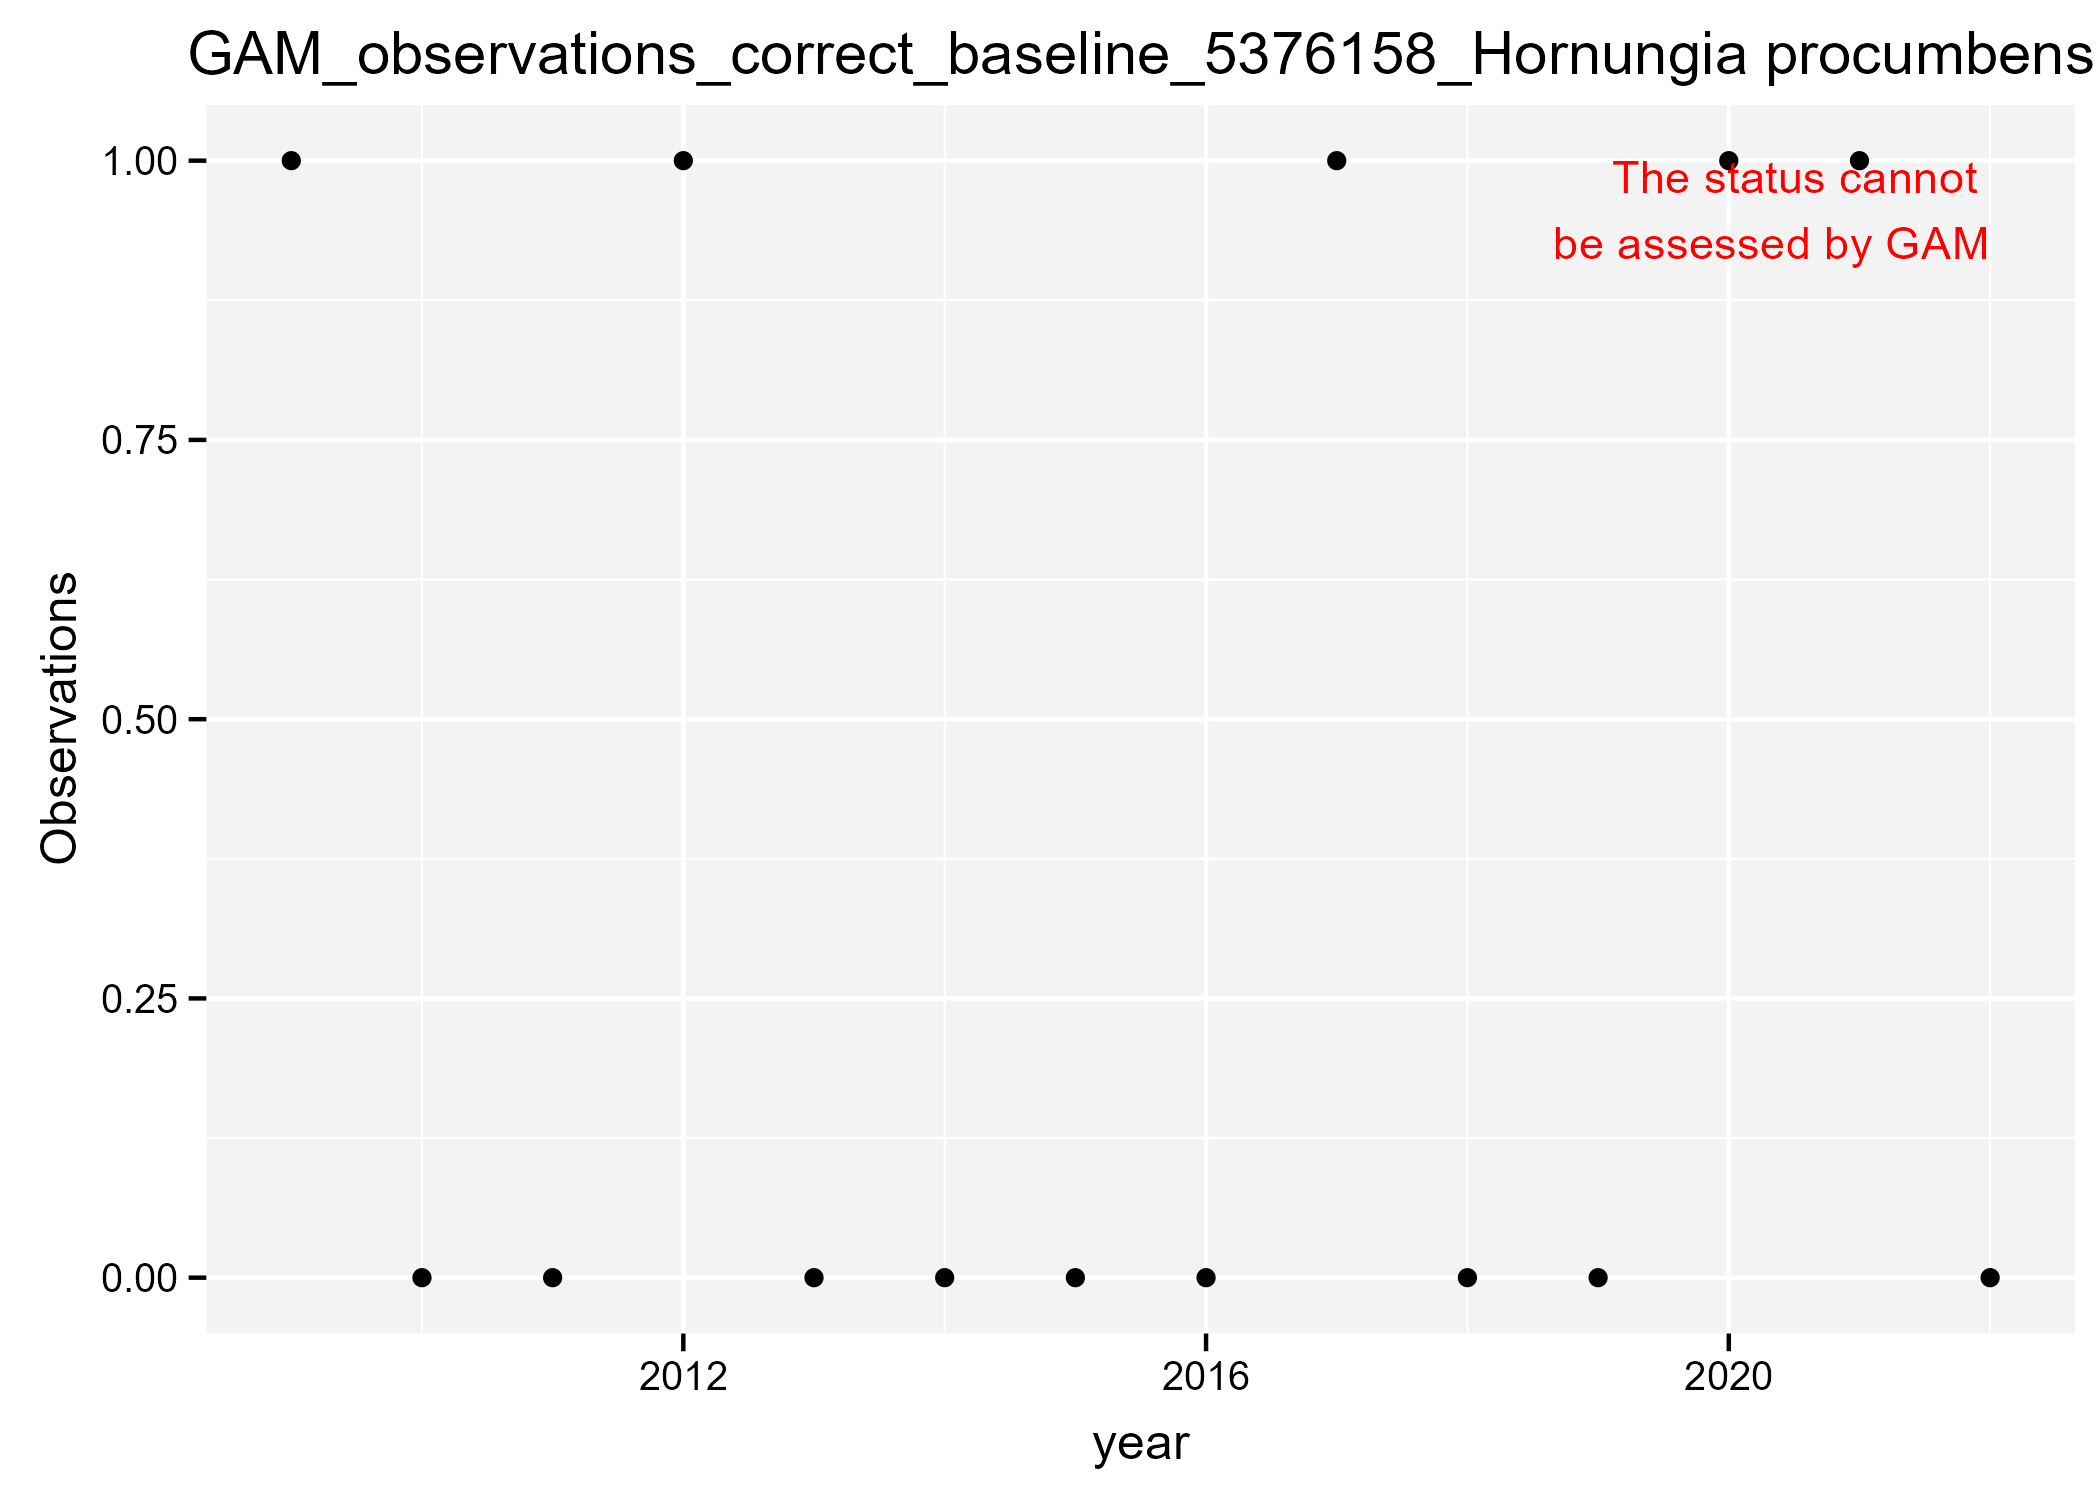 GAM_observations_correct_baseline_5376158_Hornungia procumbens
1.00
The status cannot
be assessed by GAM
0.75
0.50
0.25
0.00
Observations
2012
2016
2020
year